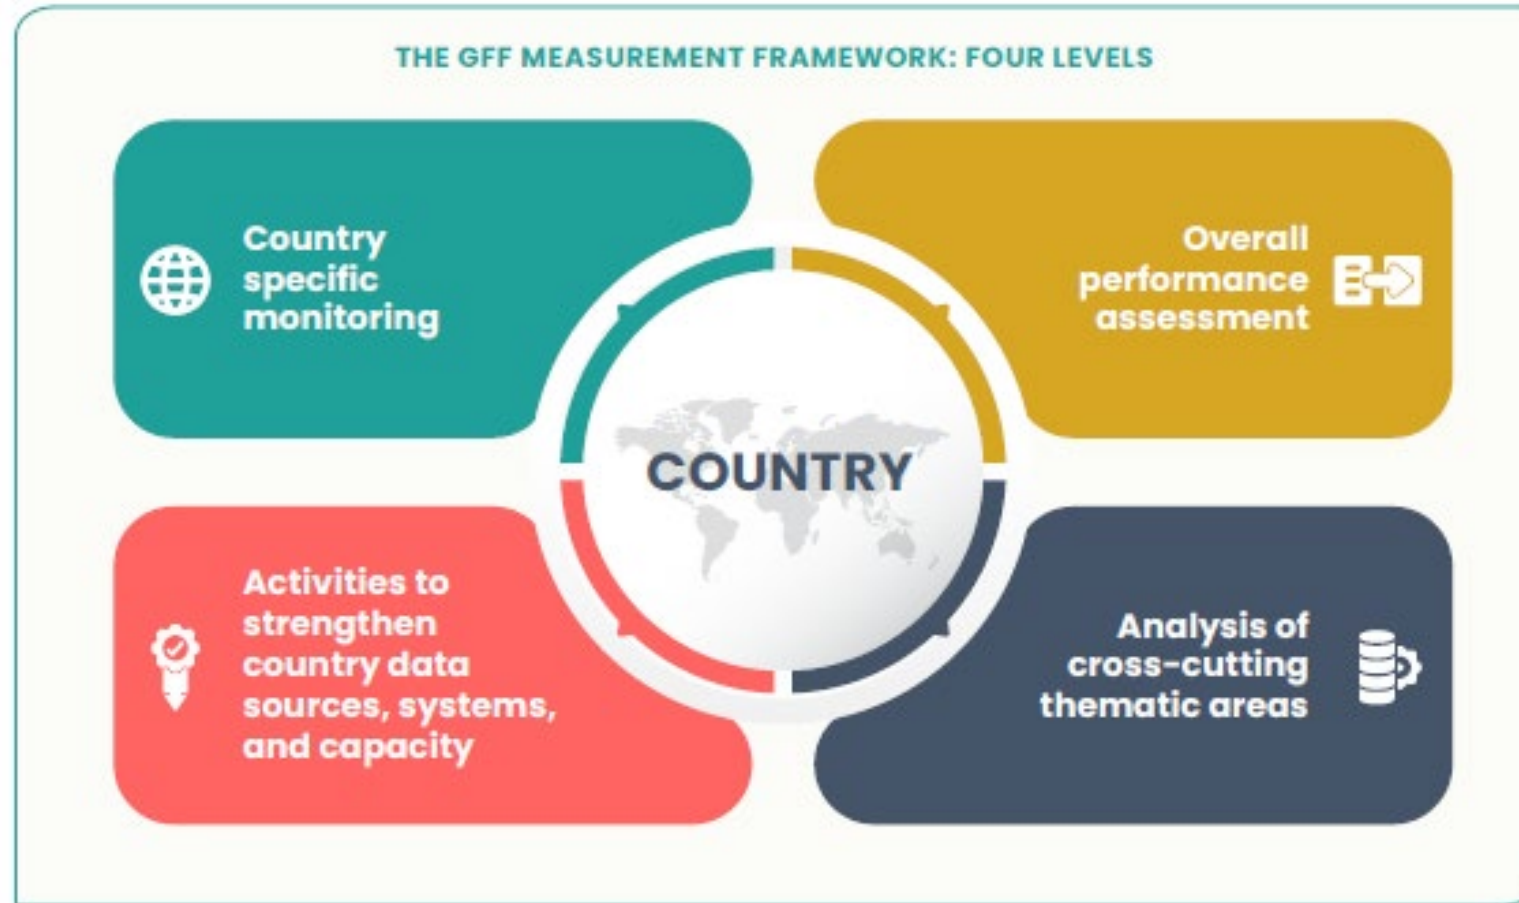 THE GFF MEASUREMENT FRAMEWORK: FOUR LEVELS
Country
specific
monitoring
Overall
performance
assessment
COUNTRY
Activities to
strengthen
country data
sources, systems,
and capacity
Analysis of
cross-cutting
thematic areas